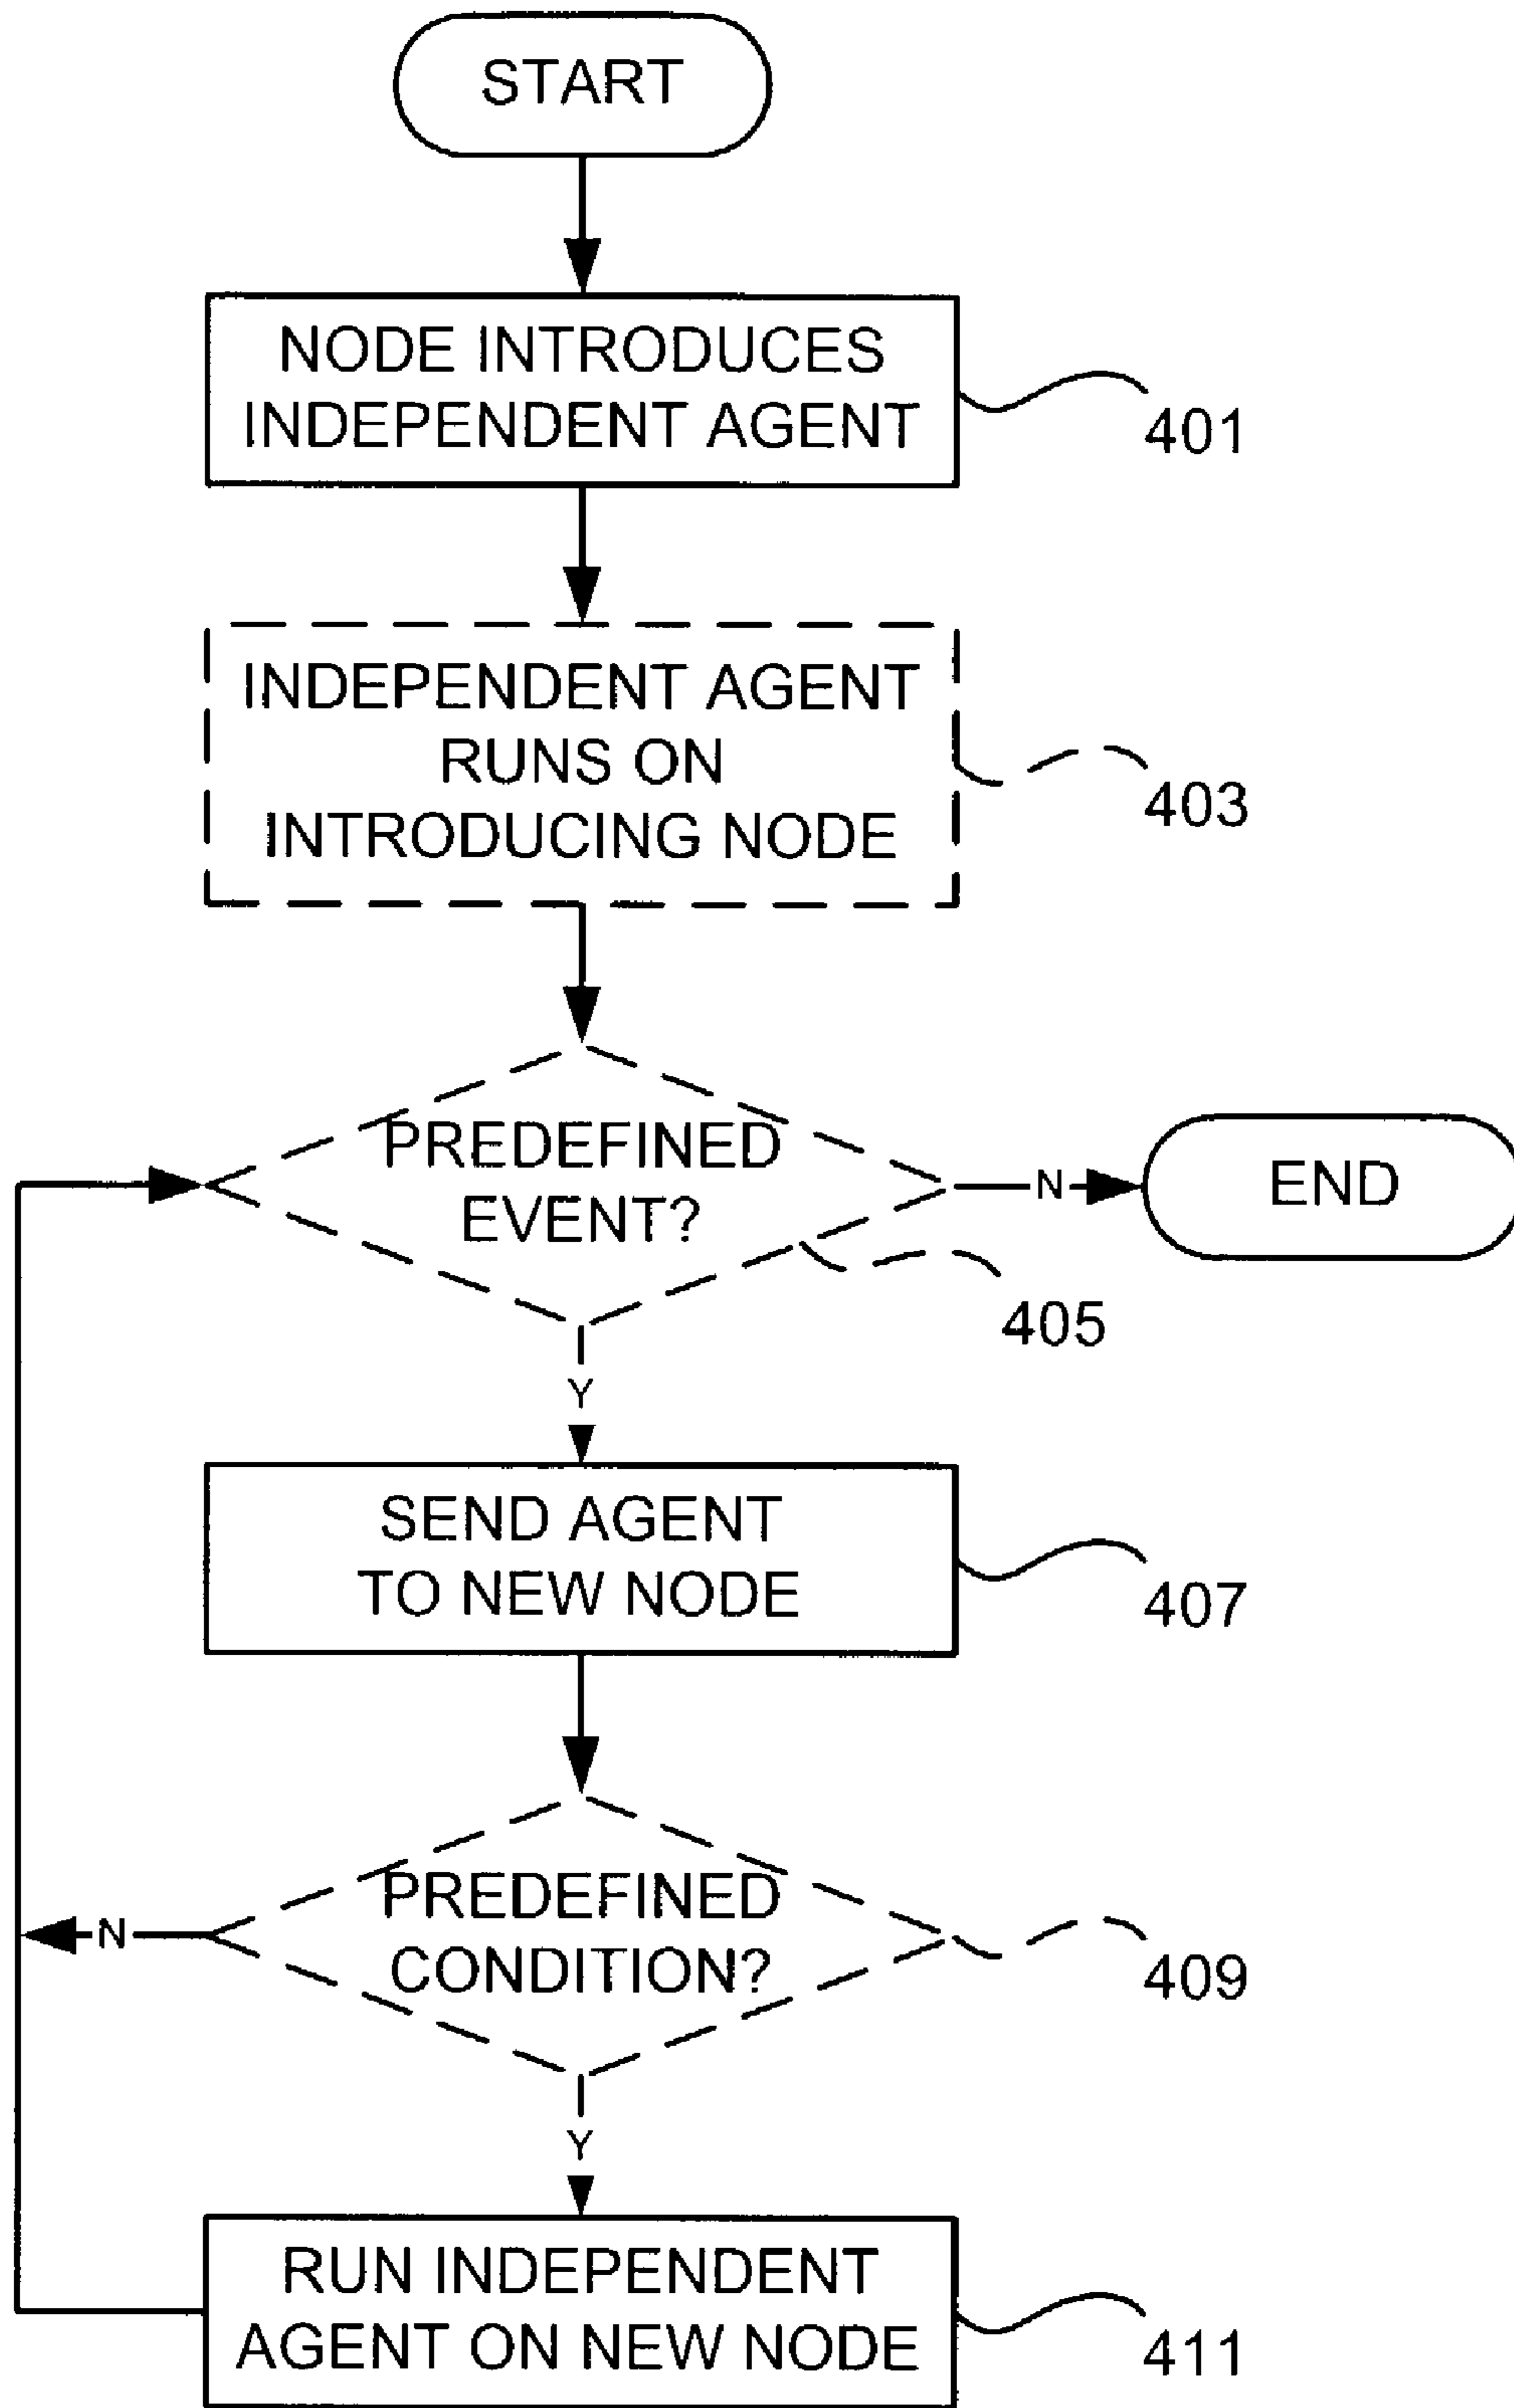 START
NODE INTRODUCES
INDEPENDENT AGENT
401
INDEPENDENT AGENT
RUNS ON
INTRODUCING NODE
403
PREDEFINED
EVENT?
N
END
405
Y
SEND AGENT
TO NEW NODE
407
PREDEFINED
CONDITION?
N
409
Y
RUN INDEPENDENT
AGENT ON NEW NODE
411